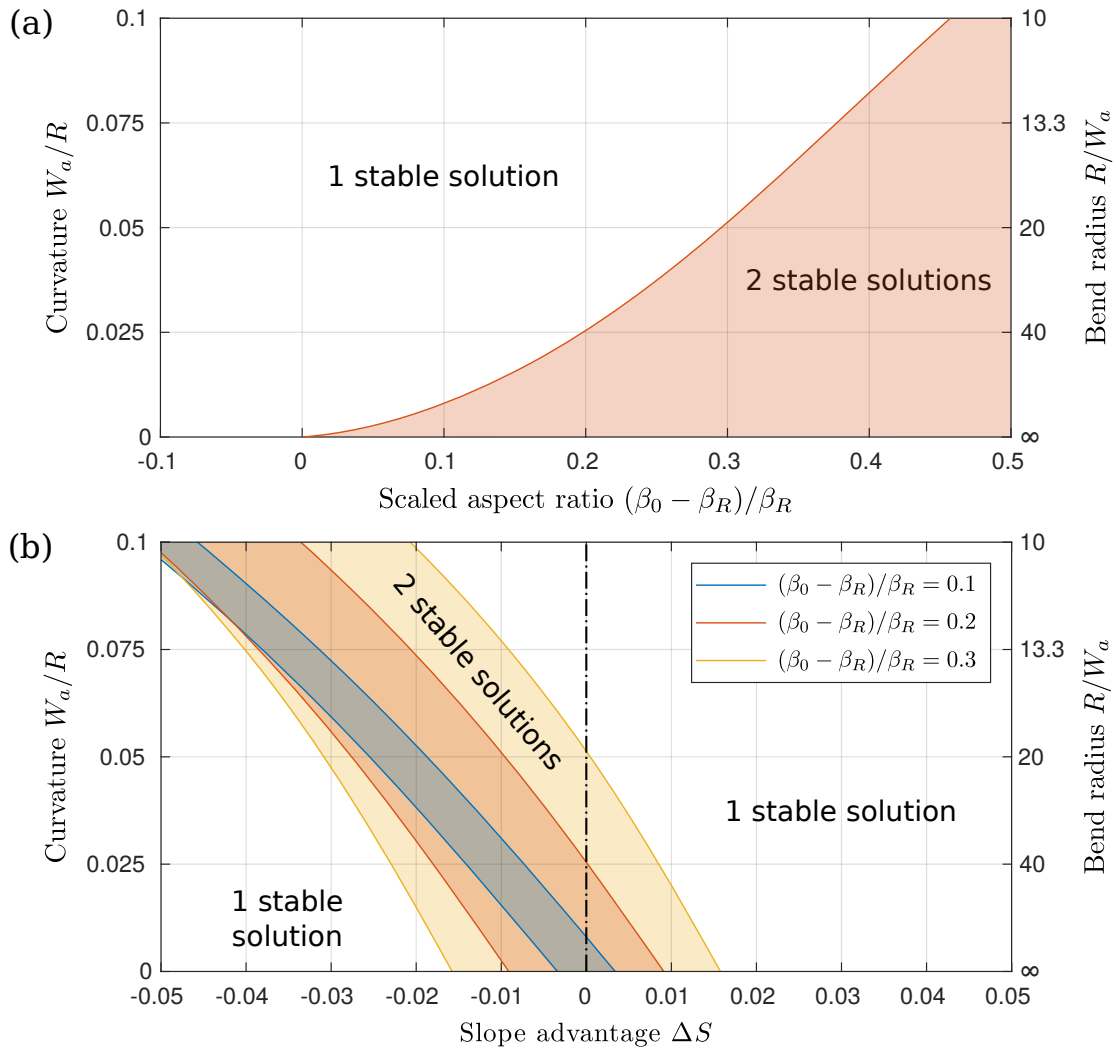 (a)
0.1
0.075
0.05
0.025
0
Curvature W_a/R
10
13.3
20
40
∞
Bend radius R/W_a
1 stable solution
2 stable solutions
-0.1
0
0.1
0.2
0.3
0.4
0.5
Scaled aspect ratio (β_0 − β_R)/β_R
(b)
0.1
0.075
0.05
0.025
0
Curvature W_a/R
10
13.3
20
40
∞
Bend radius R/W_a
(β_0 − β_R)/β_R = 0.1
(β_0 − β_R)/β_R = 0.2
(β_0 − β_R)/β_R = 0.3
2 stable solutions
1 stable solution
1 stable
solution
-0.05
-0.04
-0.03
-0.02
-0.01
0
0.01
0.02
0.03
0.04
0.05
Slope advantage ΔS